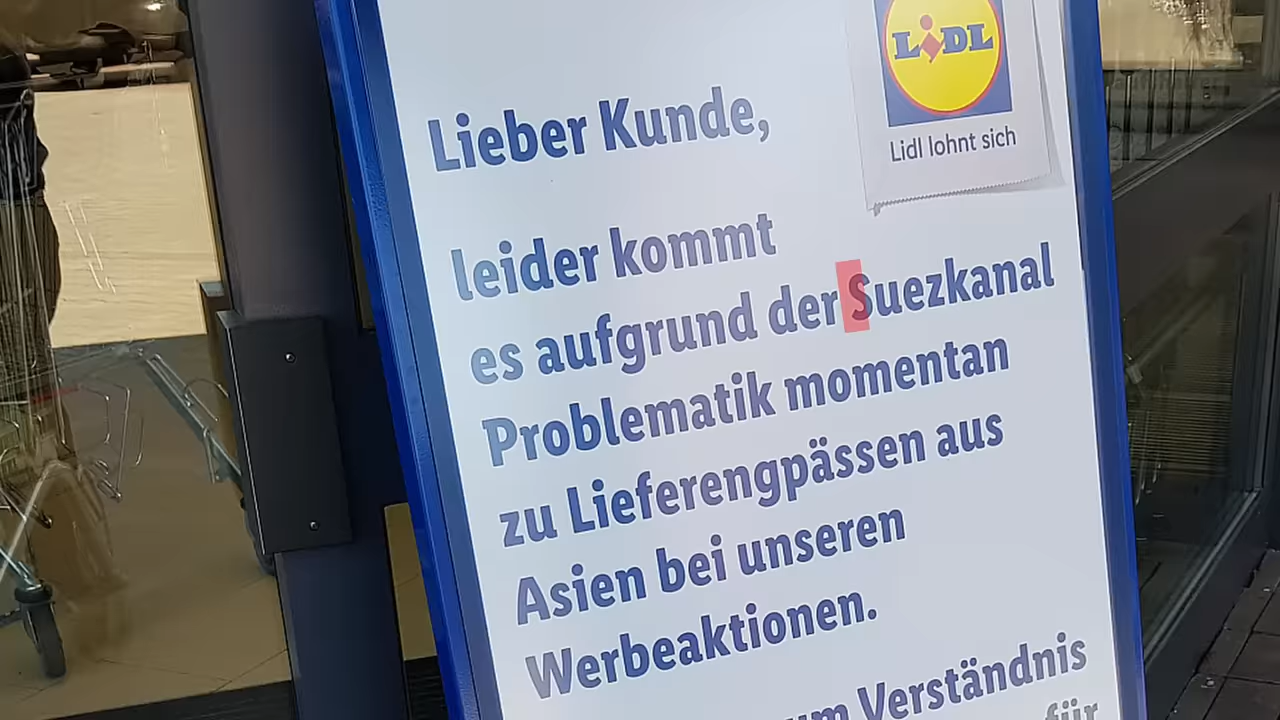 LIDL
Lidl lohnt sich
Lieber Kunde,
leider kommt
es aufgrund der Suezkanal
Problematik momentan
zu Lieferengpässen aus
Asien bei unseren
Werbeaktionen.
Verständnis
für